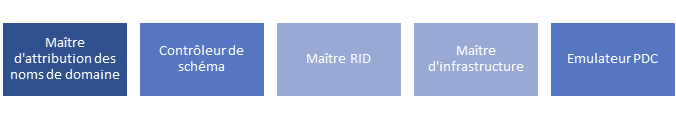 Maître
d'attribution des
noms de domaine
Contrôleur de
schéma
Maître RID
Maître
d'infrastructure
Emulateur PDC